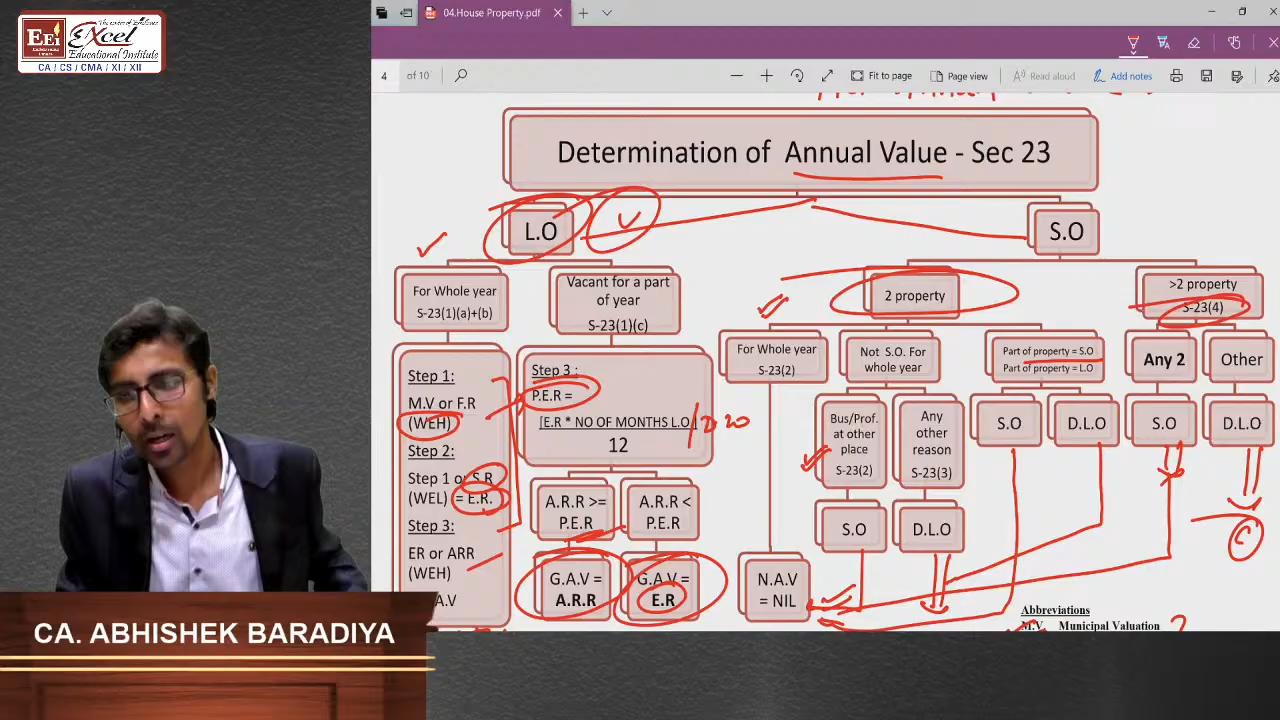 EEi
The centre of Excellence
Excel
Educational Institute
CA / CS / CMA / XI / XII
04.House Property.pdf
4
of 10
Fit to page
Page view
Read aloud
Add notes
Determination of Annual Value - Sec 23
L.O
S.O
For Whole year
S-23(1)(a)+(b)
Vacant for a part
of year
S-23(1)(c)
2 property
>2 property
S-23(4)
For Whole year
S-23(2)
Not S.O. For
whole year
Part of property = S.O
Part of property = L.O
Any 2
Other
Step 1:
M.V or F.R
(WEH)
Step 2:
Step 1 or S.R
(WEL) = E.R.
Step 3:
ER or ARR
(WEH)
A.V
Step 3 :
P.E.R =
[E.R * NO OF MONTHS L.O]
12
Bus/Prof.
at other
place
S-23(2)
Any
other
reason
S-23(3)
S.O
D.L.O
S.O
D.L.O
A.R.R >=
P.E.R
A.R.R <
P.E.R
S.O
D.L.O
G.A.V =
A.R.R
G.A.V =
E.R
N.A.V
= NIL
Abbreviations
M.V. Municipal Valuation
CA. ABHISHEK BARADIYA